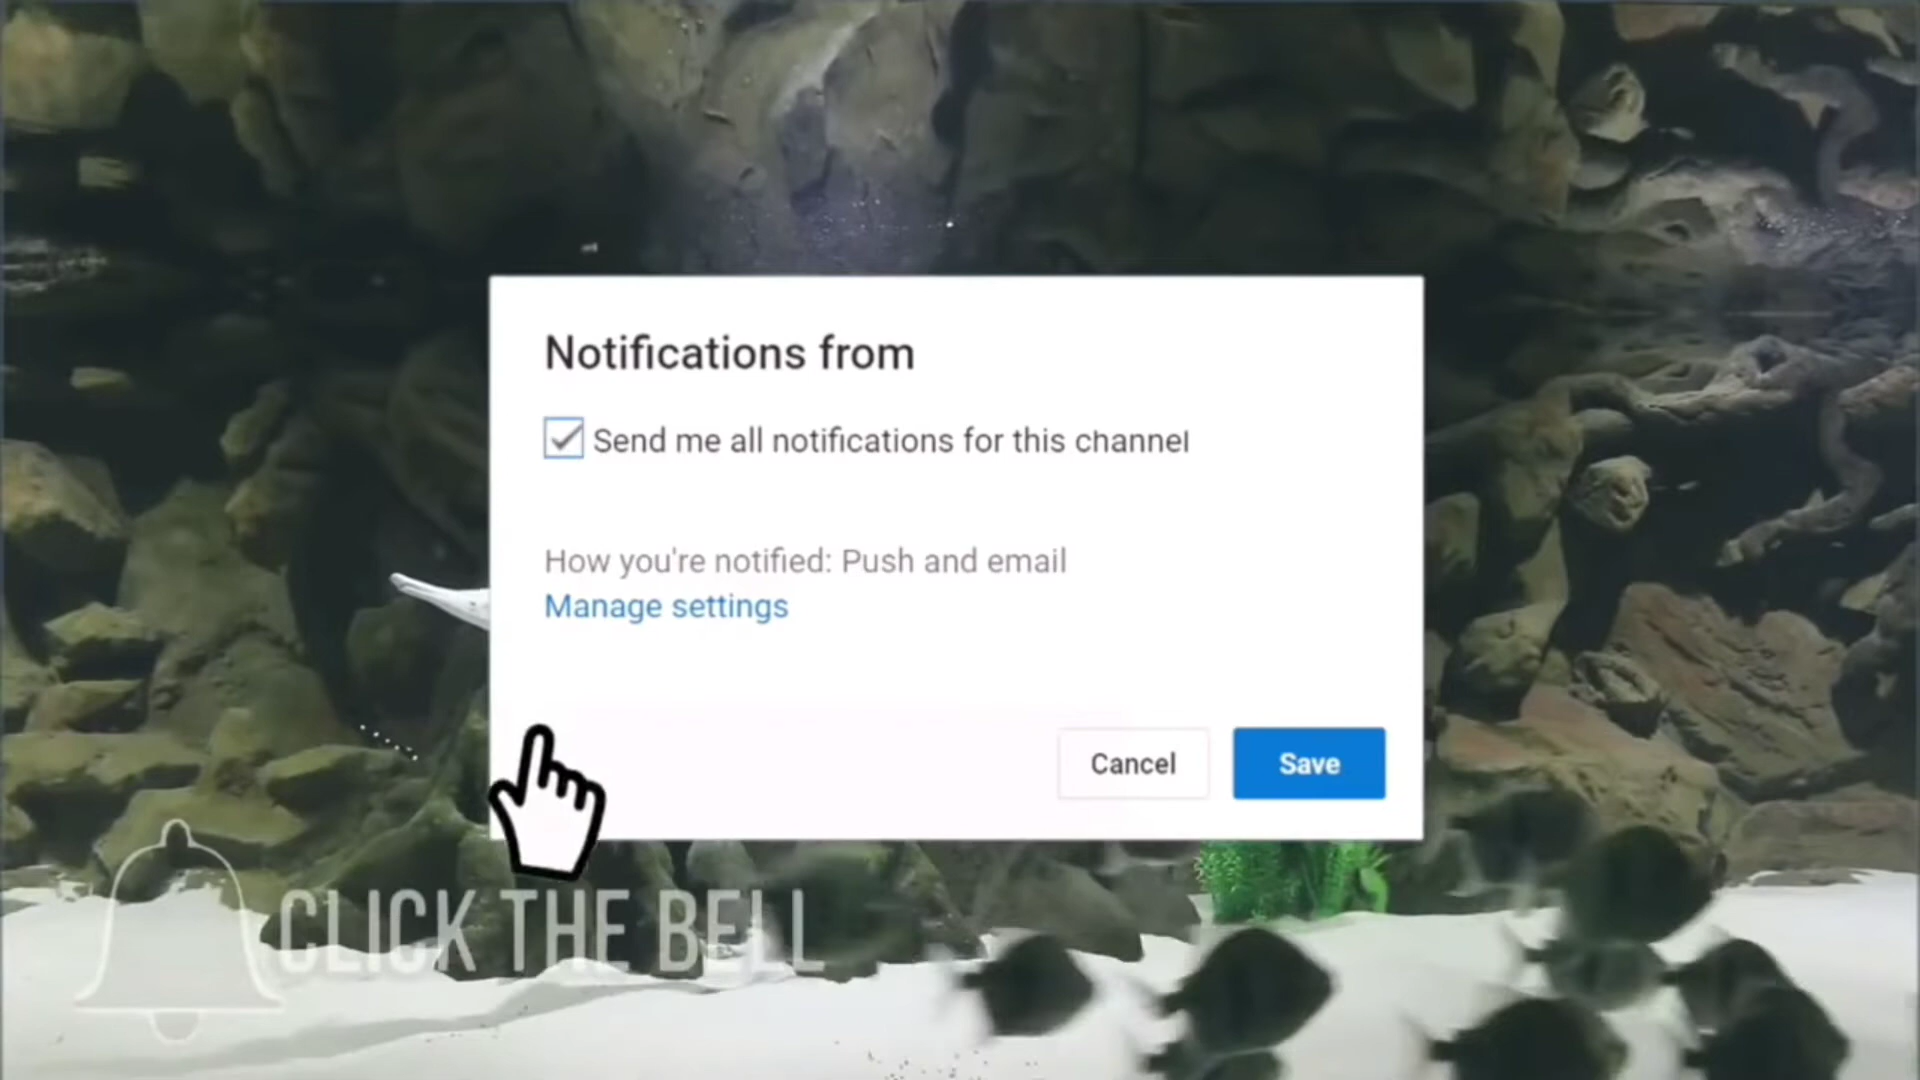 Notifications from
Send me all notifications for this channel
How you're notified: Push and email
Manage settings
Cancel
Save
CLICK THE BELL